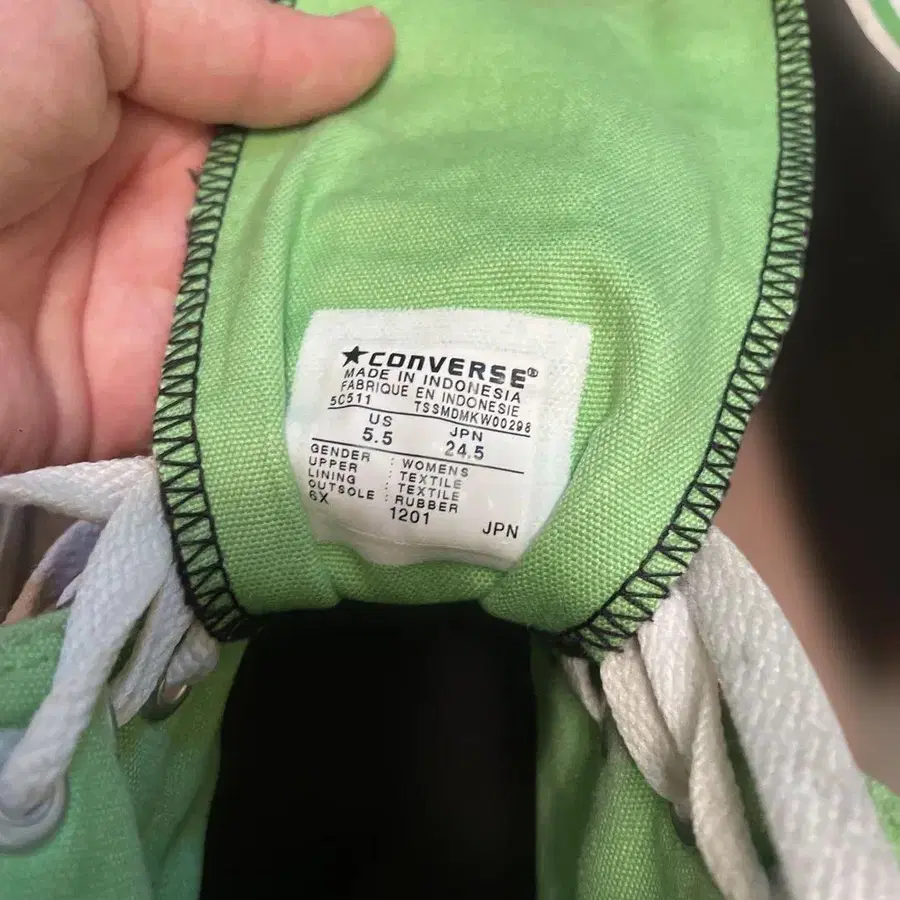 ★CONVERSE®
MADE IN INDONESIA
FABRIQUE EN INDONESIE
5C511 TSSMDMKW00298
US JPN
5.5 24.5
GENDER : WOMENS
UPPER : TEXTILE
LINING : TEXTILE
OUTSOLE : RUBBER
6X 1201 JPN